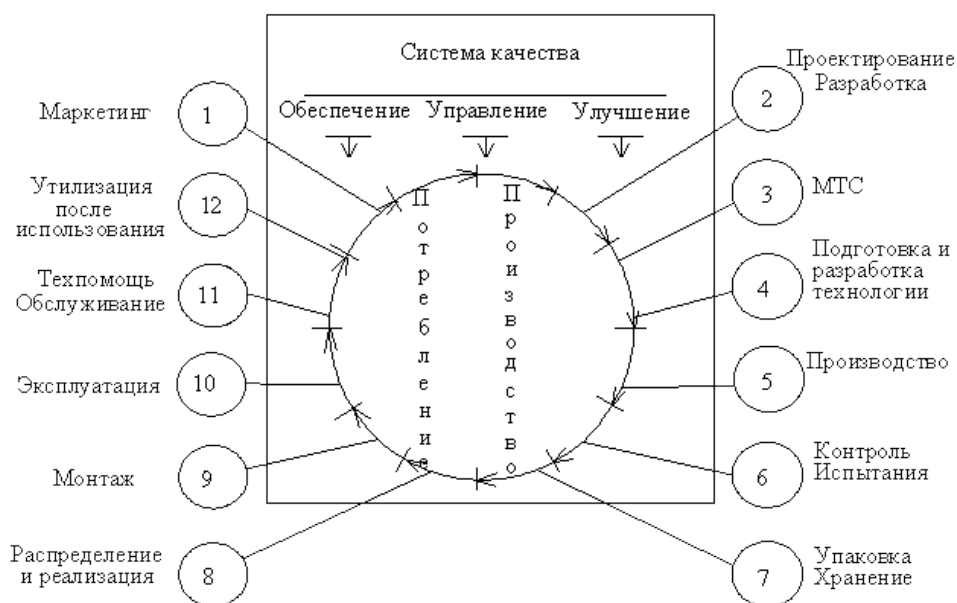 Система качества
Обеспечение Управление Улучшение
Маркетинг
1
Проектирование
Разработка
2
Утилизация
после
использования
12
3
МТС
Техпомощь
Обслуживание
11
4
Подготовка и
разработка
технологии
Эксплуатация
10
5
Производство
Монтаж
9
6
Контроль
Испытания
Распределение
и реализация
8
7
Упаковка
Хранение
Потребление
Производство